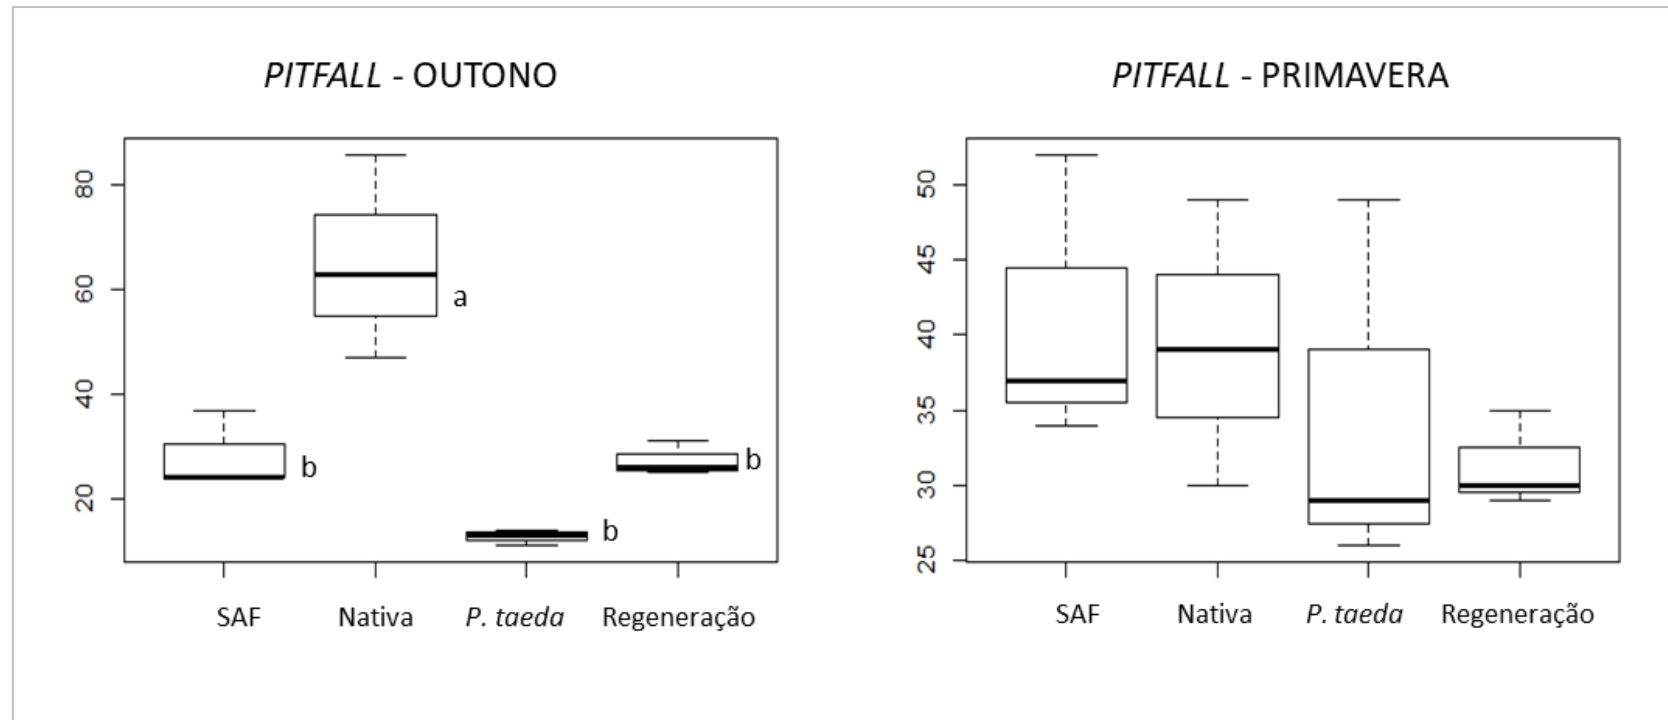 PITFALL - OUTONO
80
60
40
20
a
b
b
b
SAF Nativa P. taeda Regeneração
PITFALL - PRIMAVERA
50
45
40
35
30
25
SAF Nativa P. taeda Regeneração